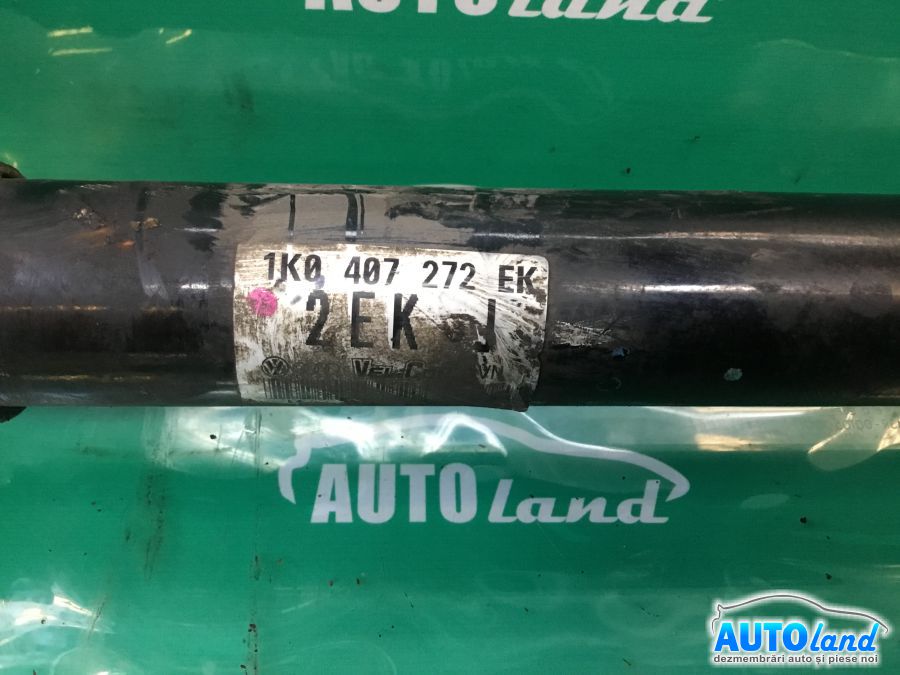 AUTOland
1K0 407 272 EK
2EK J
AUTOland
AUTOland
dezmembrări auto și piese noi